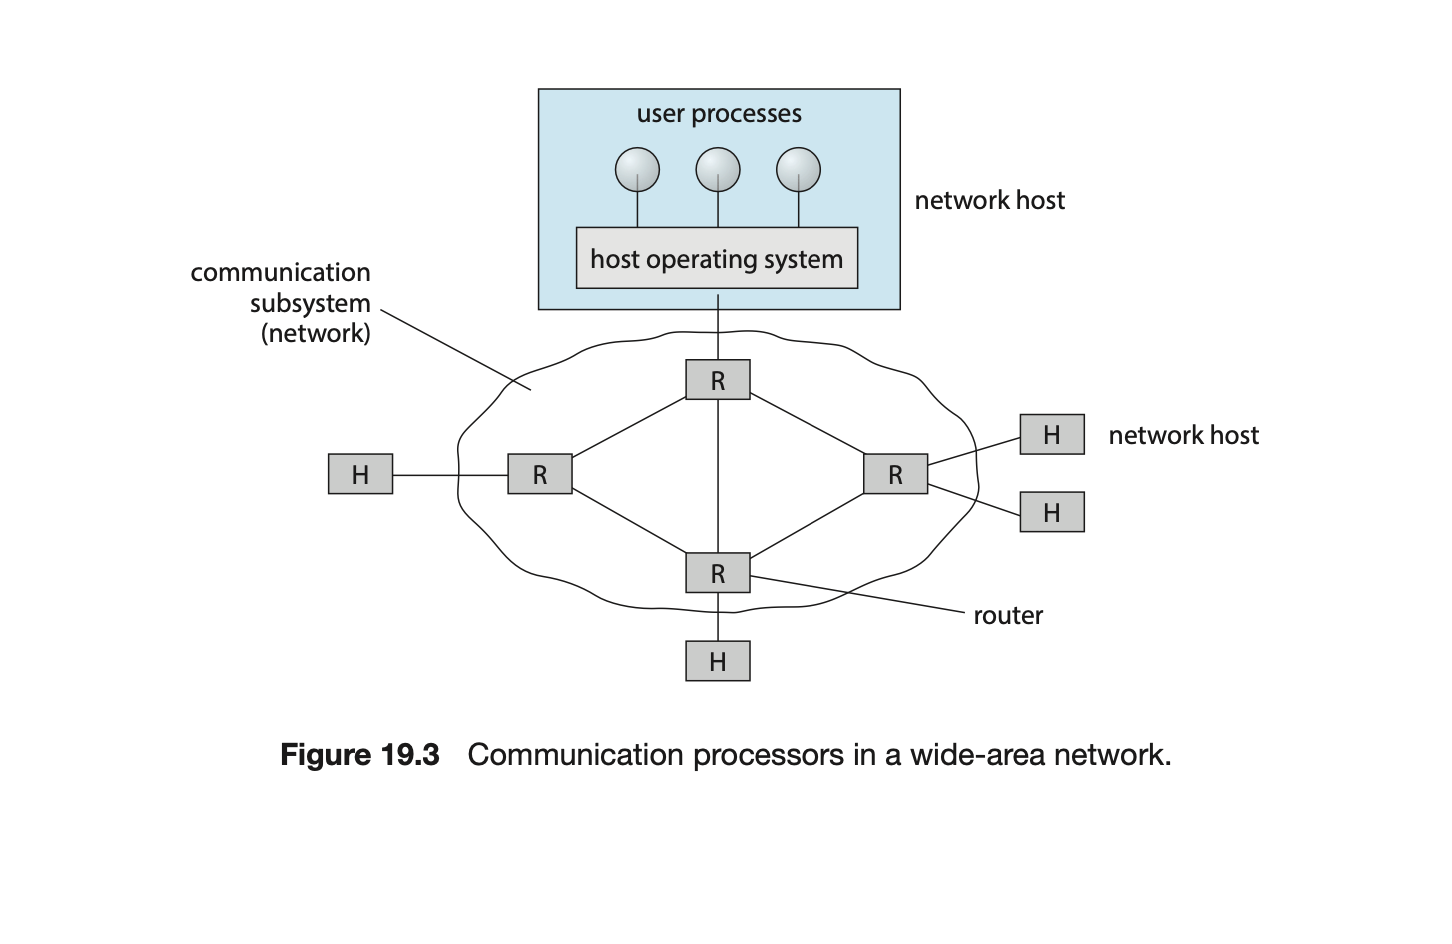 user processes
network host
host operating system
communication
subsystem
(network)
R
H
network host
H
R
R
H
R
router
H
Figure 19.3 Communication processors in a wide-area network.